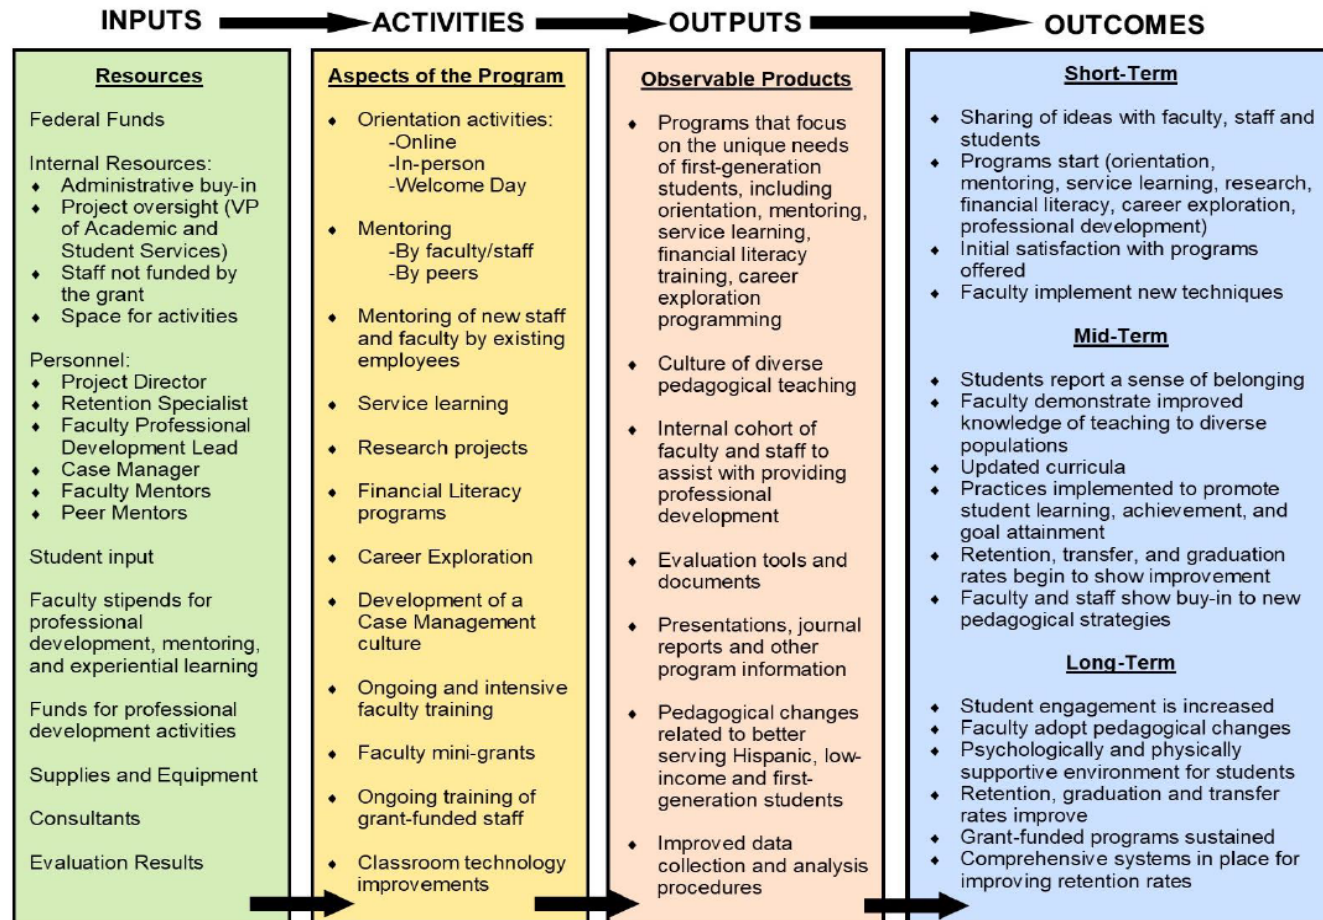 INPUTS
ACTIVITIES
OUTPUTS
OUTCOMES
Resources
Federal Funds
Internal Resources:
♦ Administrative buy-in
♦ Project oversight (VP
of Academic and
Student Services)
♦ Staff not funded by
the grant
♦ Space for activities
Personnel:
♦ Project Director
♦ Retention Specialist
♦ Faculty Professional
Development Lead
♦ Case Manager
♦ Faculty Mentors
♦ Peer Mentors
Student input
Faculty stipends for
professional
development, mentoring,
and experiential learning
Funds for professional
development activities
Supplies and Equipment
Consultants
Evaluation Results
Aspects of the Program
♦ Orientation activities:
-Online
-In-person
-Welcome Day
♦ Mentoring
-By faculty/staff
-By peers
♦ Mentoring of new staff
and faculty by existing
employees
♦ Service learning
♦ Research projects
♦ Financial Literacy
programs
♦ Career Exploration
♦ Development of a
Case Management
culture
♦ Ongoing and intensive
faculty training
♦ Faculty mini-grants
♦ Ongoing training of
grant-funded staff
♦ Classroom technology
improvements
Observable Products
♦ Programs that focus
on the unique needs
of first-generation
students, including
orientation, mentoring,
service learning,
financial literacy
training, career
exploration
programming
♦ Culture of diverse
pedagogical teaching
♦ Internal cohort of
faculty and staff to
assist with providing
professional
development
♦ Evaluation tools and
documents
♦ Presentations, journal
reports and other
program information
♦ Pedagogical changes
related to better
serving Hispanic, low-
income and first-
generation students
♦ Improved data
collection and analysis
procedures
Short-Term
♦ Sharing of ideas with faculty, staff and
students
♦ Programs start (orientation,
mentoring, service learning, research,
financial literacy, career exploration,
professional development)
♦ Initial satisfaction with programs
offered
♦ Faculty implement new techniques
Mid-Term
♦ Students report a sense of belonging
♦ Faculty demonstrate improved
knowledge of teaching to diverse
populations
♦ Updated curricula
♦ Practices implemented to promote
student learning, achievement, and
goal attainment
♦ Retention, transfer, and graduation
rates begin to show improvement
♦ Faculty and staff show buy-in to new
pedagogical strategies
Long-Term
♦ Student engagement is increased
♦ Faculty adopt pedagogical changes
♦ Psychologically and physically
supportive environment for students
♦ Retention, graduation and transfer
rates improve
♦ Grant-funded programs sustained
♦ Comprehensive systems in place for
improving retention rates